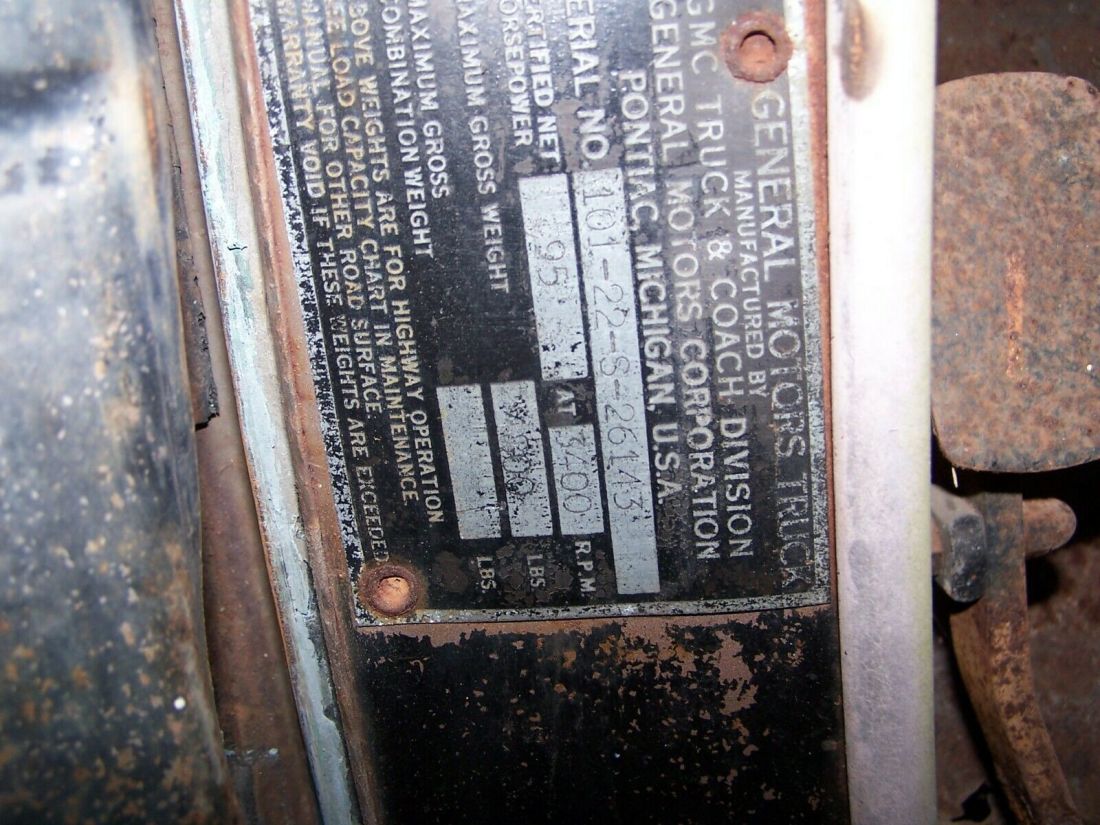 GENERAL MOTORS TRUCK
MANUFACTURED BY
GMC TRUCK & COACH DIVISION
GENERAL MOTORS CORPORATION
PONTIAC, MICHIGAN, U.S.A.
SERIAL NO. 101-22-S-26143
CERTIFIED NET
HORSEPOWER 95 AT 3400 R.P.M.
MAXIMUM GROSS WEIGHT LBS.
MAXIMUM GROSS
COMBINATION WEIGHT LBS.
ABOVE WEIGHTS ARE FOR HIGHWAY OPERATION
SEE LOAD CAPACITY CHART IN MAINTENANCE
MANUAL FOR OTHER ROAD SURFACE.
WARRANTY VOID IF THESE WEIGHTS ARE EXCEEDED